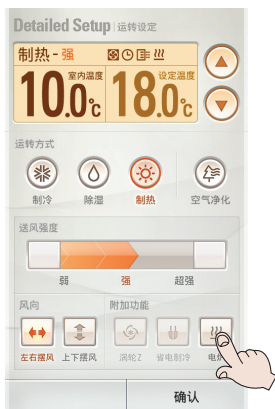 Detailed Setup 运转设定
制热 - 强
室内温度 设定温度
10.0℃ 18.0℃
运转方式
制冷 除湿 制热 空气净化
送风强度
弱 强 超强
风向 附加功能
左右摆风 上下摆风 涡轮Z 省电制冷
确认